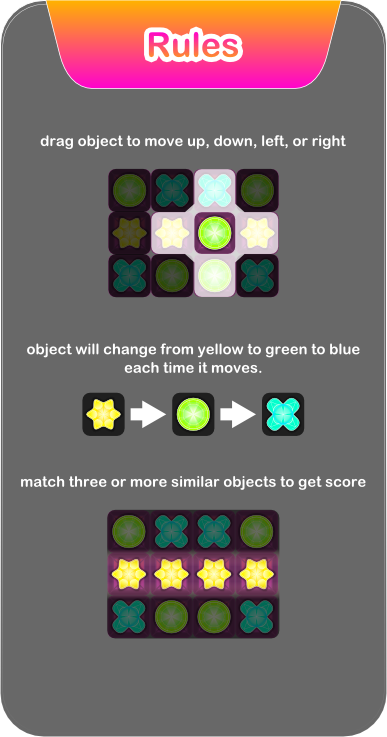 Rules
drag object to move up, down, left, or right
object will change from yellow to green to blue
each time it moves.
match three or more similar objects to get score